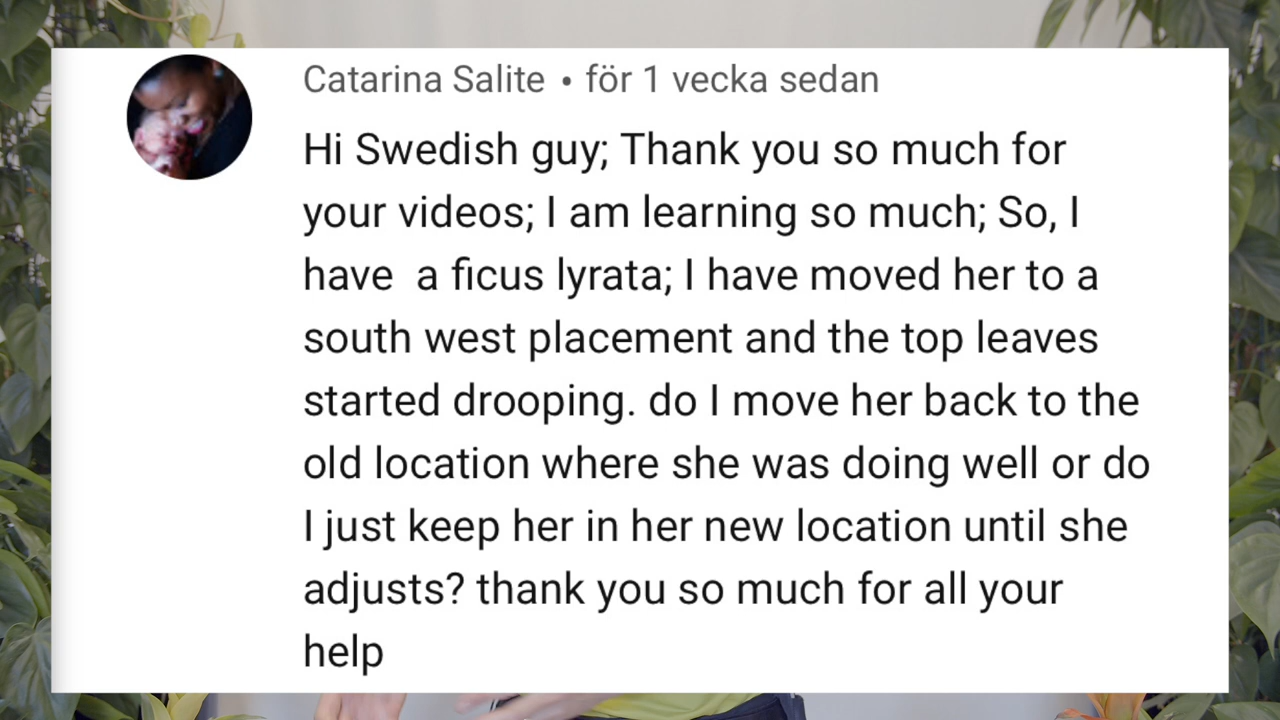 Catarina Salite • för 1 vecka sedan
Hi Swedish guy; Thank you so much for
your videos; I am learning so much; So, I
have  a ficus lyrata; I have moved her to a
south west placement and the top leaves
started drooping. do I move her back to the
old location where she was doing well or do
I just keep her in her new location until she
adjusts? thank you so much for all your
help